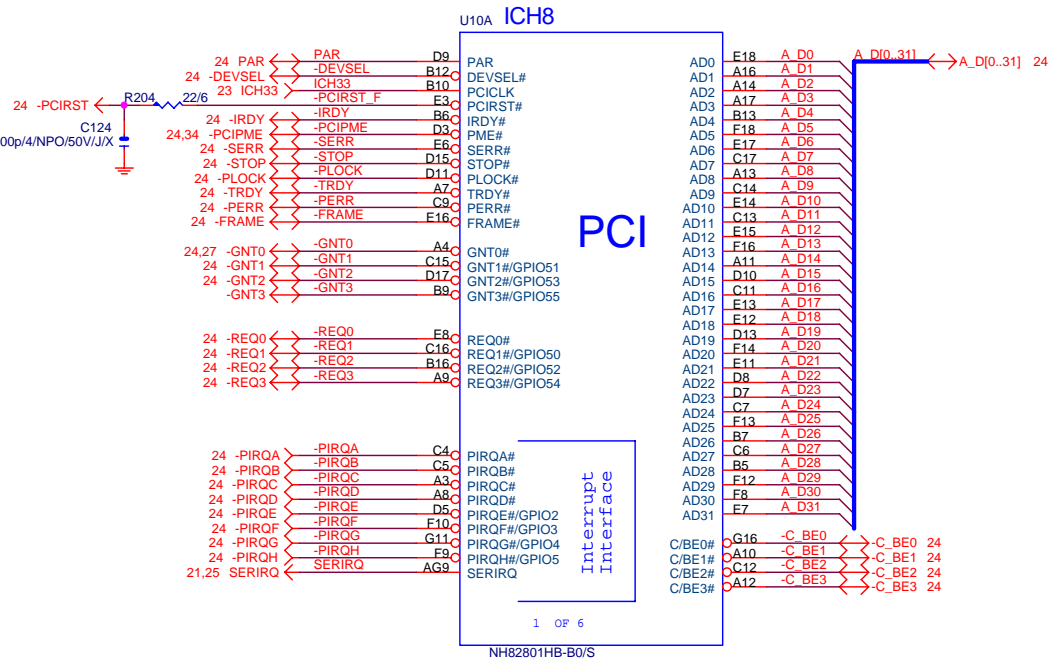 U10A ICH8
24 PAR PAR D9 PAR AD0 E18 A_D0 A_D[0..31] A_D[0..31] 24
24 -DEVSEL -DEVSEL B12 DEVSEL# AD1 A16 A_D1
23 ICH33 ICH33 B10 PCICLK AD2 A14 A_D2
24 -PCIRST R204 22/6 -PCIRST_F E3 PCIRST# AD3 A17 A_D3
24 -IRDY -IRDY B6 IRDY# AD4 B13 A_D4
C124
24,34 -PCIPME -PCIPME D3 PME# AD5 F18 A_D5
00p/4/NPO/50V/J/X
24 -SERR -SERR E6 SERR# AD6 E17 A_D6
24 -STOP -STOP D15 STOP# AD7 C17 A_D7
24 -PLOCK -PLOCK D11 PLOCK# AD8 A13 A_D8
24 -TRDY -TRDY A7 TRDY# AD9 C14 A_D9
24 -PERR -PERR C9 PERR# AD10 E14 A_D10
24 -FRAME -FRAME E16 FRAME# AD11 C13 A_D11
PCI
AD12 E15 A_D12
24,27 -GNT0 -GNT0 A4 GNT0# AD13 F16 A_D13
24 -GNT1 -GNT1 C15 GNT1#/GPIO51 AD14 A11 A_D14
24 -GNT2 -GNT2 D17 GNT2#/GPIO53 AD15 D10 A_D15
-GNT3 -GNT3 B9 GNT3#/GPIO55 AD16 C11 A_D16
AD17 E13 A_D17
AD18 E12 A_D18
24 -REQ0 -REQ0 E8 REQ0# AD19 D13 A_D19
24 -REQ1 -REQ1 C16 REQ1#/GPIO50 AD20 F14 A_D20
24 -REQ2 -REQ2 B16 REQ2#/GPIO52 AD21 E11 A_D21
24 -REQ3 -REQ3 A9 REQ3#/GPIO54 AD22 D8 A_D22
AD23 D7 A_D23
AD24 C7 A_D24
AD25 F13 A_D25
AD26 B7 A_D26
24 -PIRQA -PIRQA C4 PIRQA# AD27 C6 A_D27
24 -PIRQB -PIRQB C5 PIRQB# AD28 B5 A_D28
24 -PIRQC -PIRQC A3 PIRQC# AD29 F12 A_D29
24 -PIRQD -PIRQD A8 PIRQD# AD30 F8 A_D30
24 -PIRQE -PIRQE D5 PIRQE#/GPIO2 AD31 E7 A_D31
24 -PIRQF -PIRQF F10 PIRQF#/GPIO3
24 -PIRQG -PIRQG G11 PIRQG#/GPIO4 C/BE0# G16 -C_BE0 -C_BE0 24
24 -PIRQH -PIRQH F9 PIRQH#/GPIO5 C/BE1# A10 -C_BE1 -C_BE1 24
21,25 SERIRQ SERIRQ AG9 SERIRQ C/BE2# C12 -C_BE2 -C_BE2 24
C/BE3# A12 -C_BE3 -C_BE3 24
Interrupt
Interface
1 OF 6
NH82801HB-B0/S